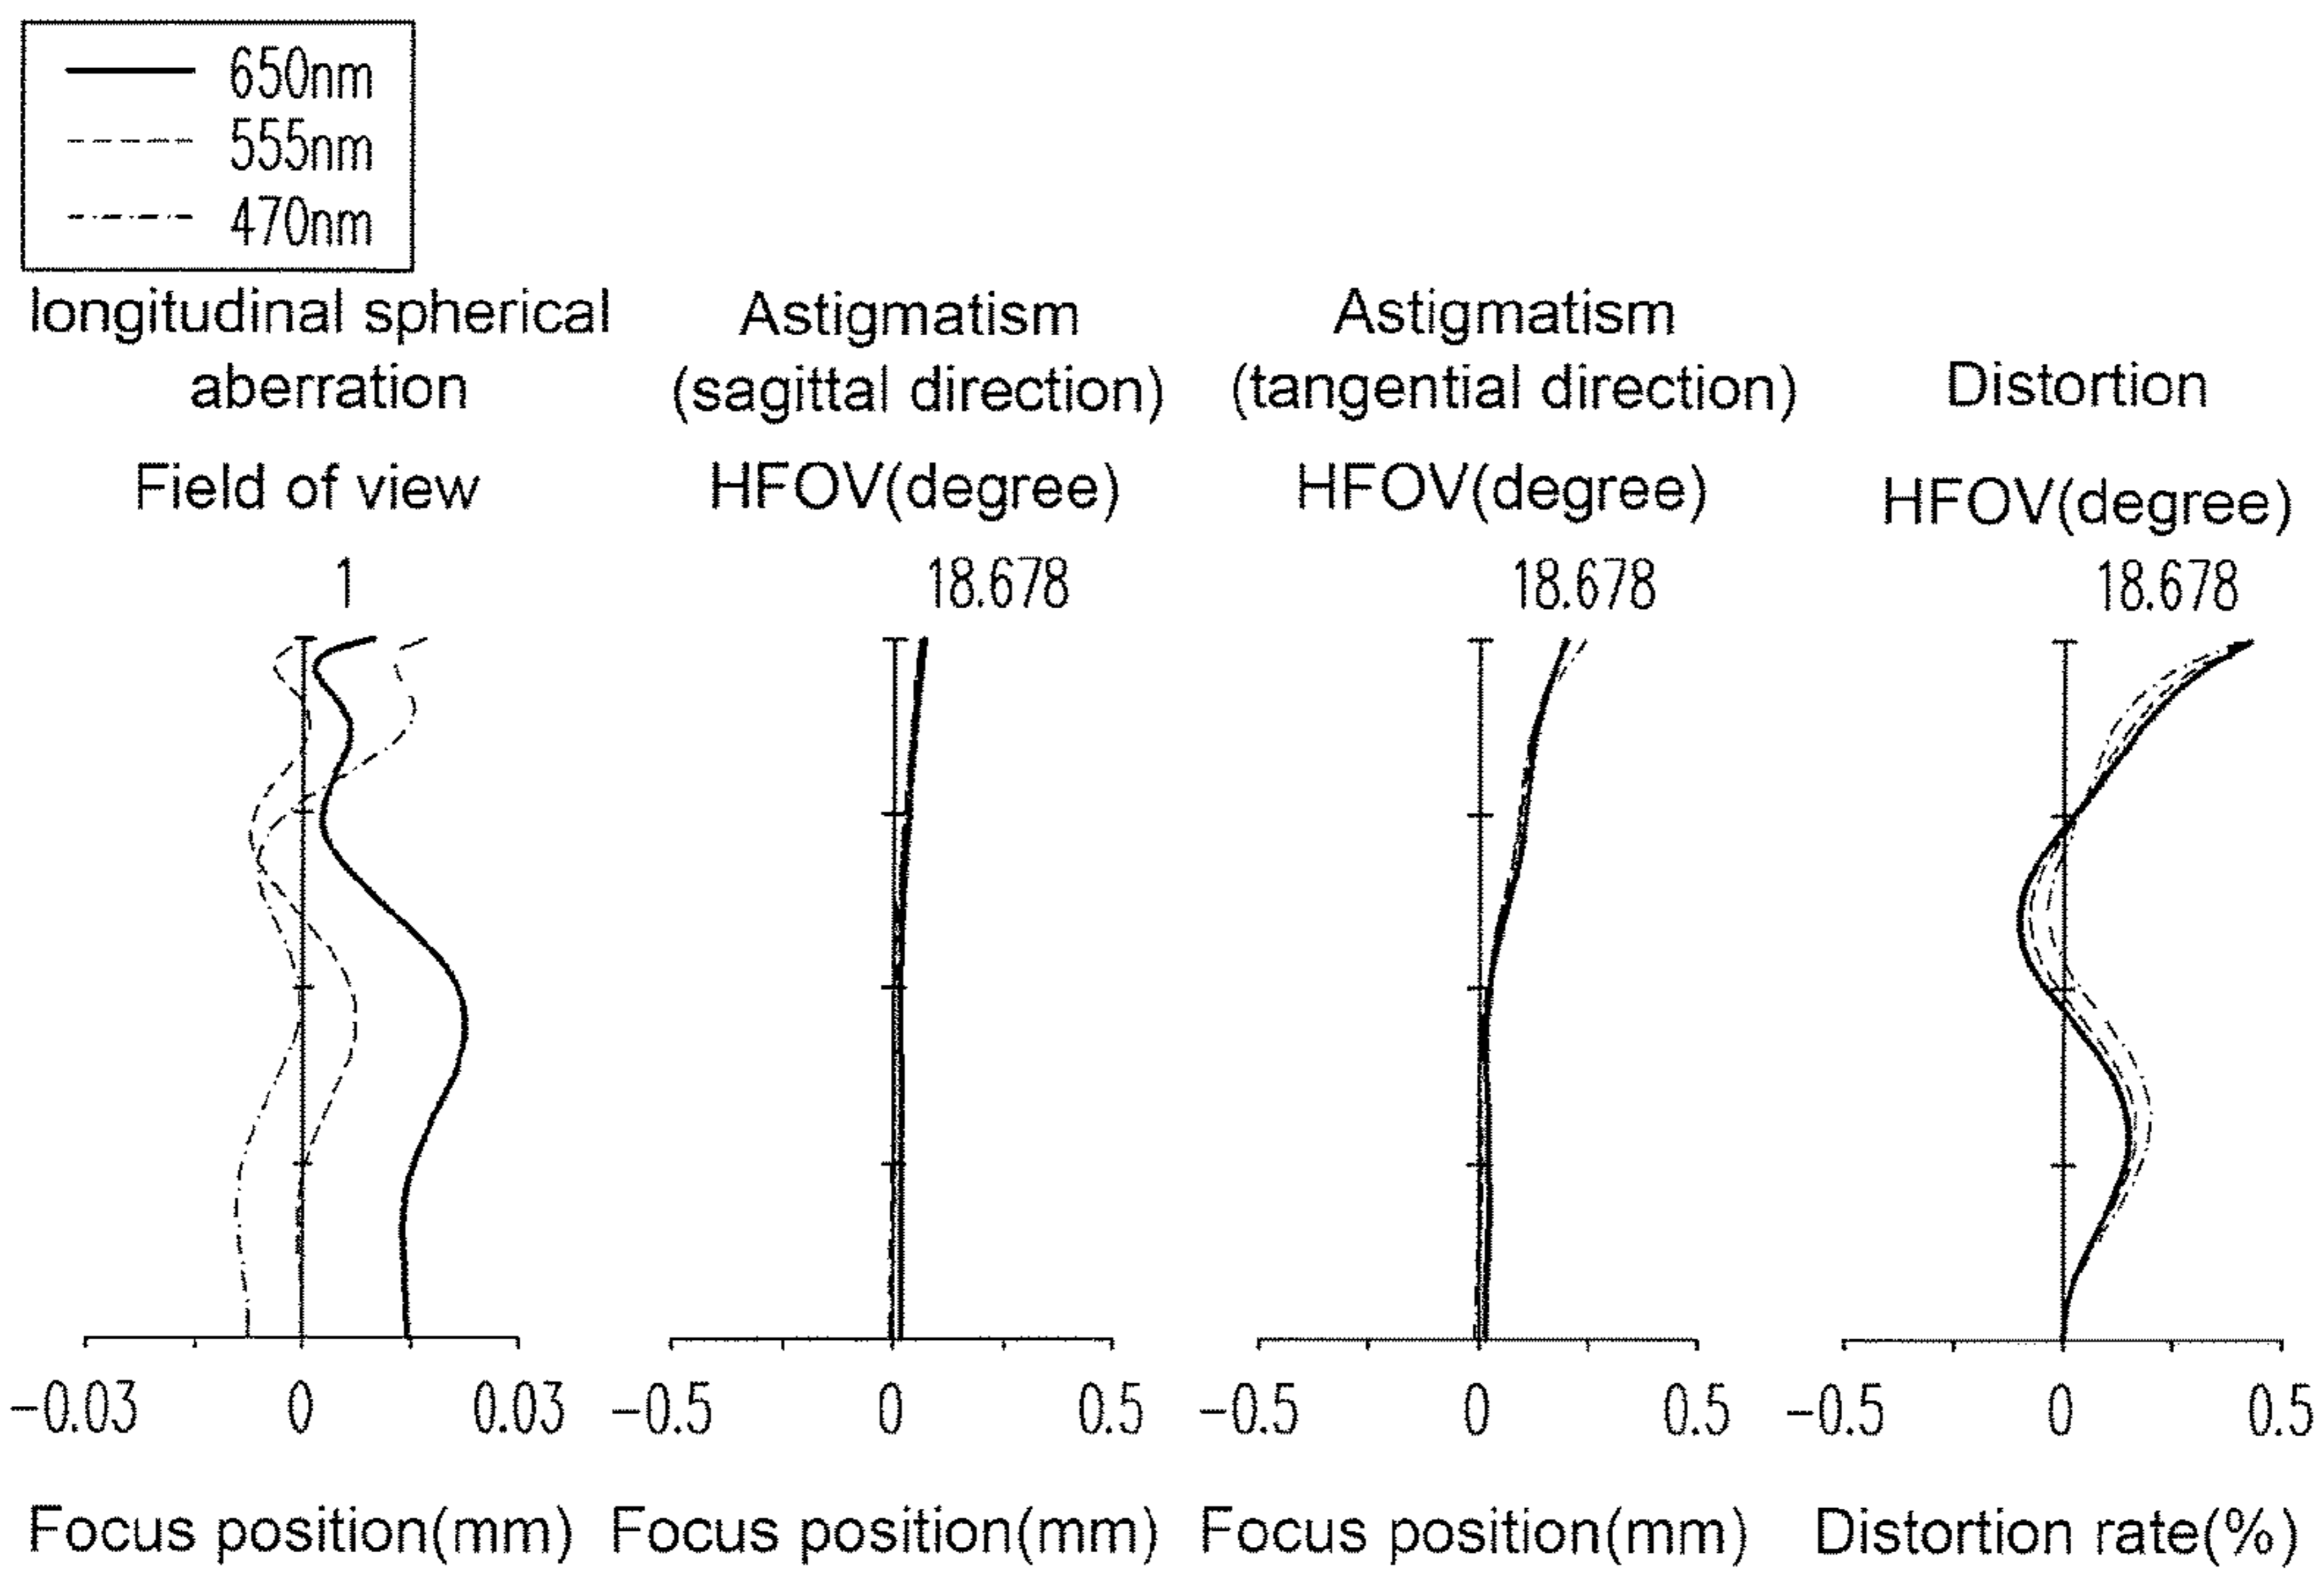 650nm
555nm
470nm
longitudinal spherical
aberration
Field of view
1
-0.03 0 0.03
Focus position(mm)
Astigmatism
(sagittal direction)
HFOV(degree)
18.678
-0.5 0 0.5
Focus position(mm)
Astigmatism
(tangential direction)
HFOV(degree)
18.678
-0.5 0 0.5
Focus position(mm)
Distortion
HFOV(degree)
18.678
-0.5 0 0.5
Distortion rate(%)